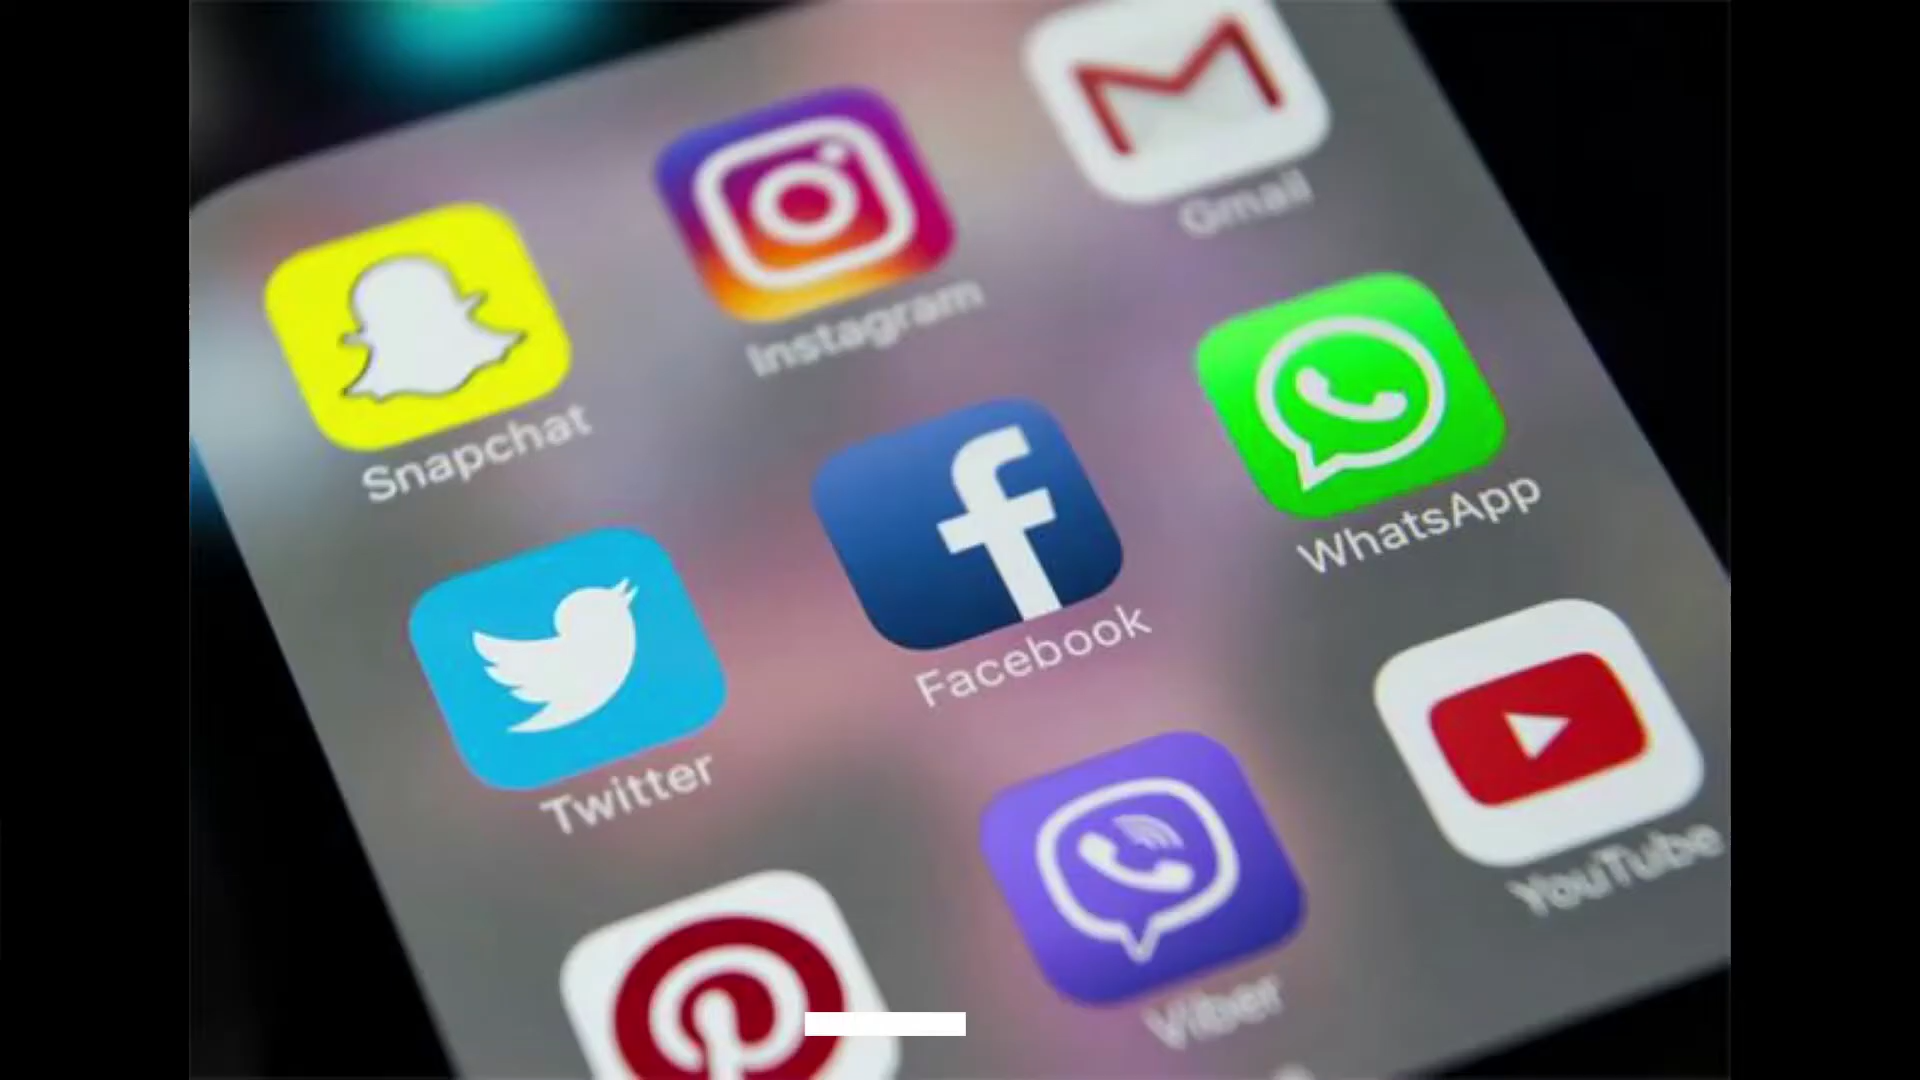 Gmail
Instagram
Snapchat
WhatsApp
Facebook
Twitter
YouTube
Viber